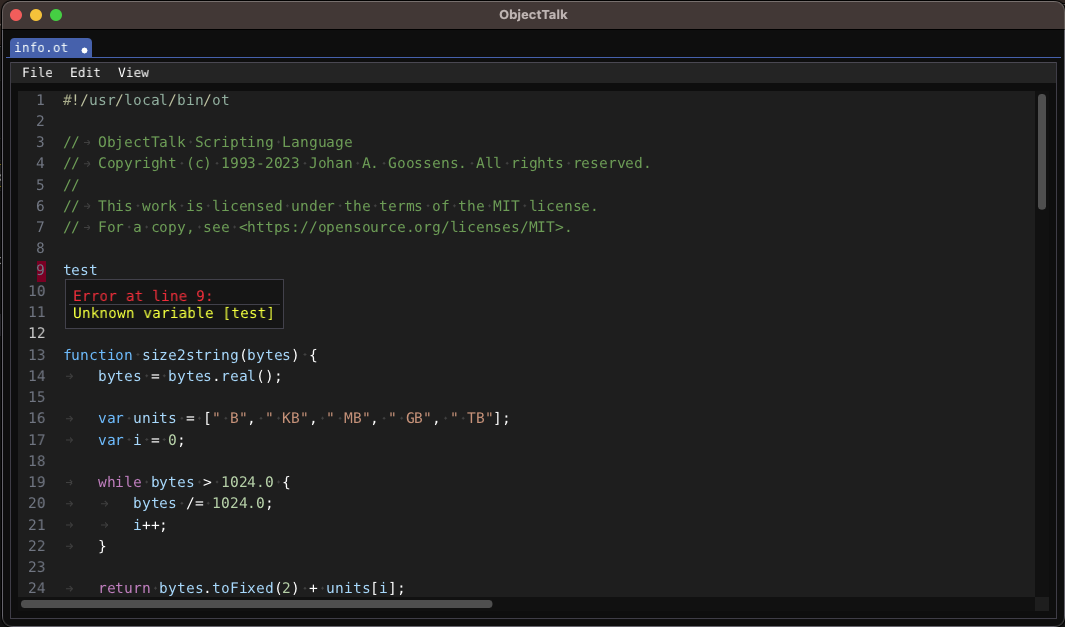 ObjectTalk
info.ot
File Edit View
1 #!/usr/local/bin/ot
2
3 // ObjectTalk Scripting Language
4 // Copyright (c) 1993-2023 Johan A. Goossens. All rights reserved.
5 //
6 // This work is licensed under the terms of the MIT license.
7 // For a copy, see <https://opensource.org/licenses/MIT>.
8
9 test
10 Error at line 9:
11 Unknown variable [test]
12
13 function size2string(bytes) {
14 bytes = bytes.real();
15
16 var units = [" B", " KB", " MB", " GB", " TB"];
17 var i = 0;
18
19 while bytes > 1024.0 {
20 bytes /= 1024.0;
21 i++;
22 }
23
24 return bytes.toFixed(2) + units[i];